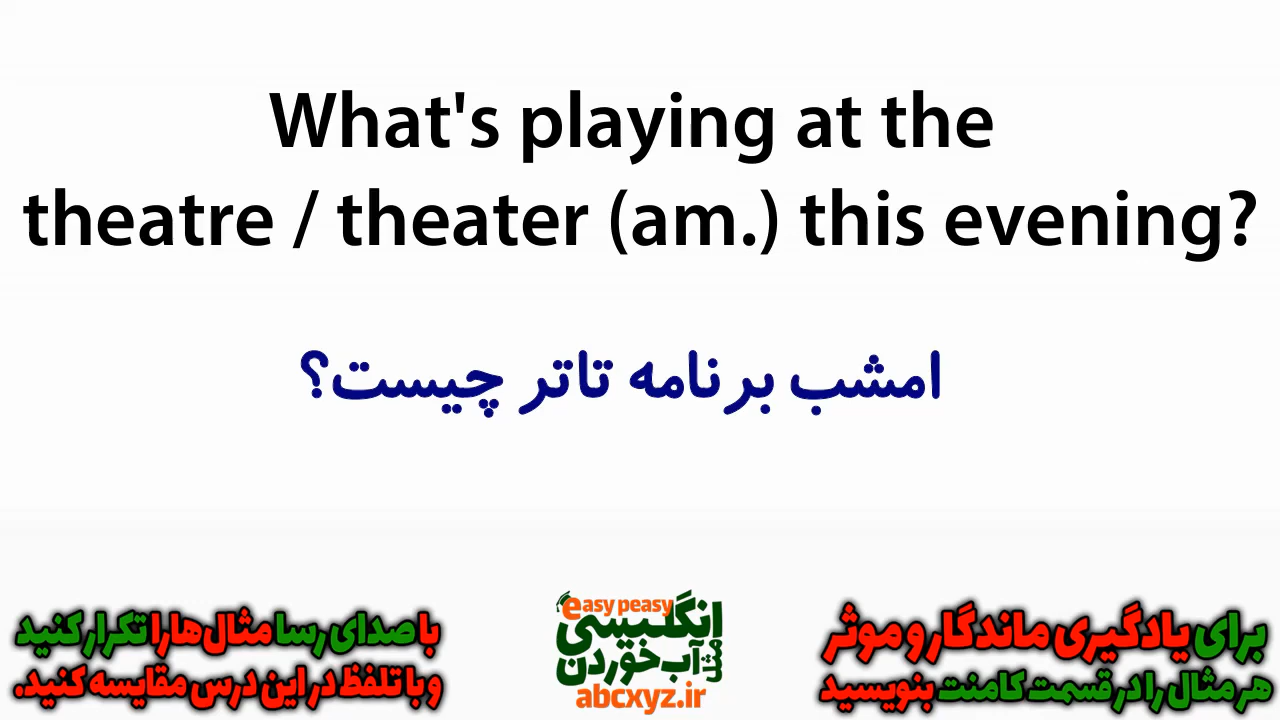 What's playing at the
theatre / theater (am.) this evening?
امشب برنامه تاتر چیست؟
برای یادگیری ماندگار و موثر
هر مثال را در قسمت کامنت بنویسید
easy peasy
انگلیسی
مثل آب خوردن
abcxyz.ir
با صدای رسا مثال‌ها را تکرار کنید
و با تلفظ در این درس مقایسه کنید.